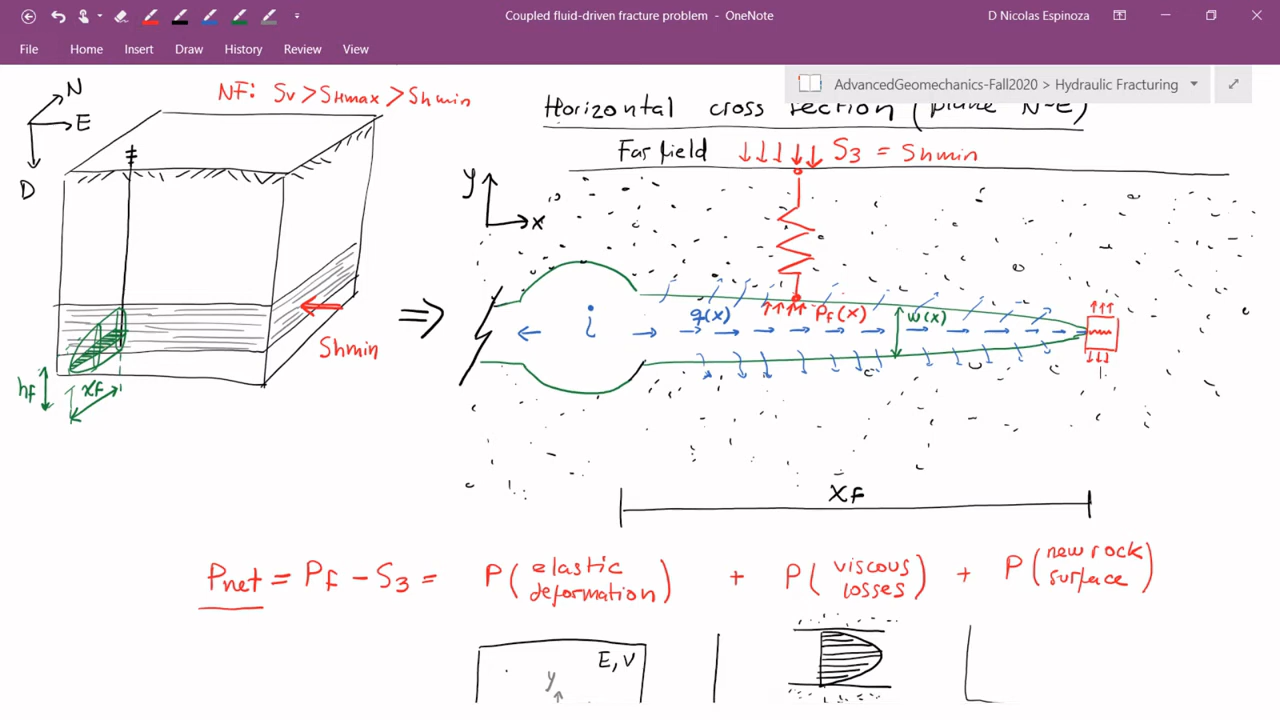 Coupled fluid-driven fracture problem - OneNote
D Nicolas Espinoza
File Home Insert Draw History Review View
AdvancedGeomechanics-Fall2020 > Hydraulic Fracturing
N
E
D
NF: Sv > SHmax > Shmin
Shmin
hf
xf
Horizontal cross section (plane N-E)
Far field S3 = Shmin
y
x
i
q(x)
Pf(x)
w(x)
XF
Pnet = Pf - S3 = P(elastic deformation) + P(viscous losses) + P(new rock surface)
E, ν
y